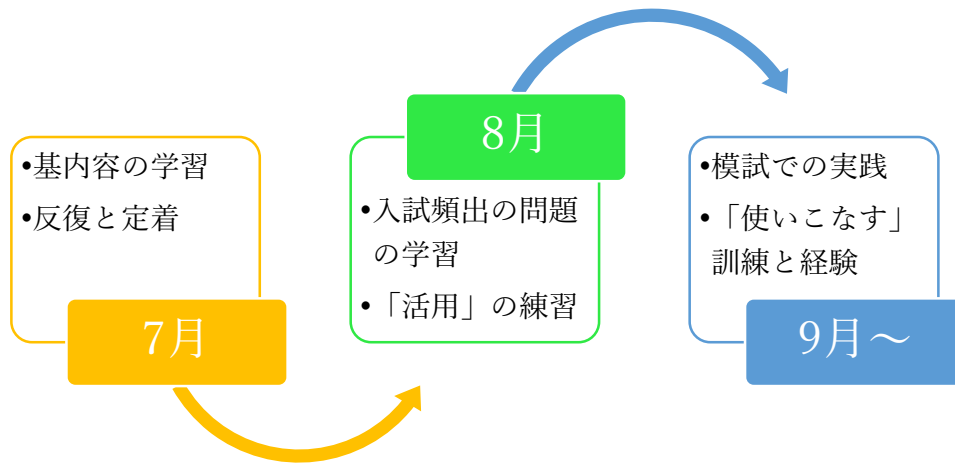 •基内容の学習
•反復と定着
7月
8月
•入試頻出の問題
の学習
•「活用」の練習
•模試での実践
•「使いこなす」
訓練と経験
9月～